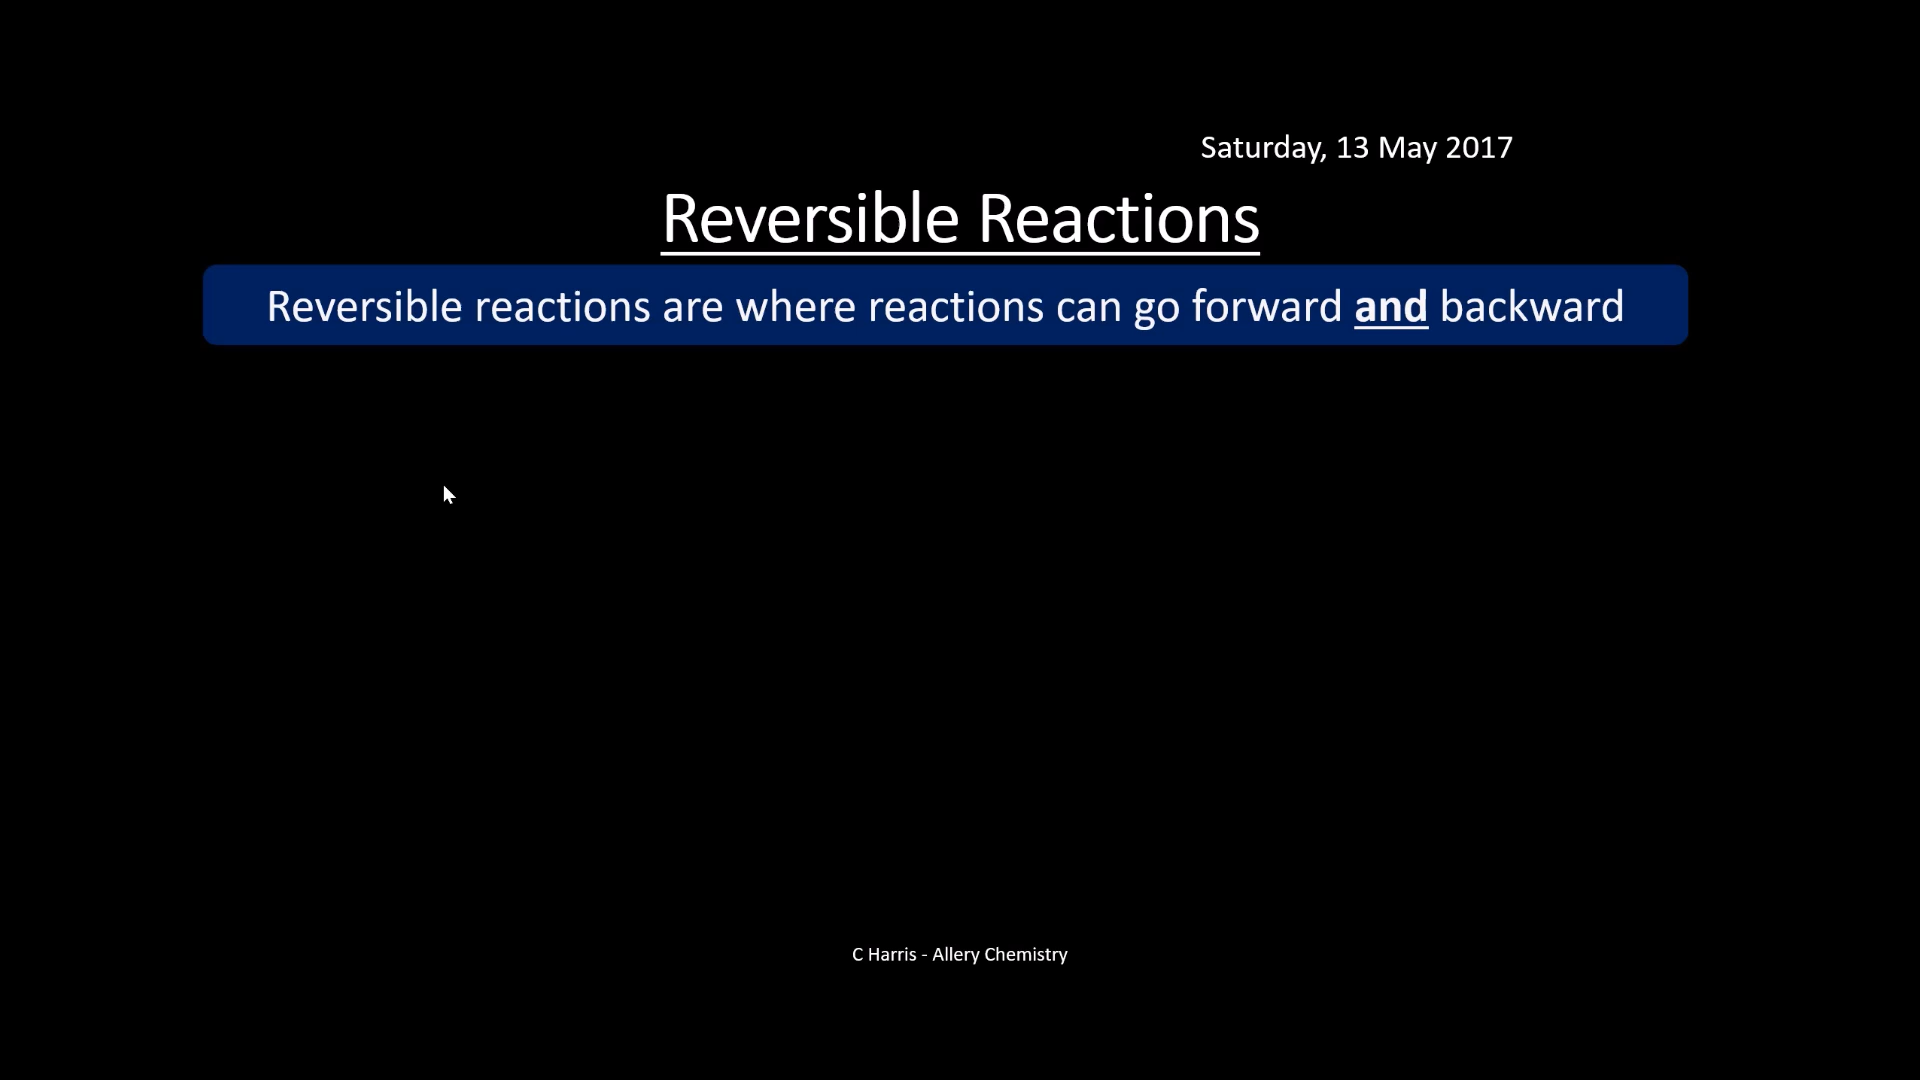 Saturday, 13 May 2017
Reversible Reactions
Reversible reactions are where reactions can go forward and backward
C Harris - Allery Chemistry